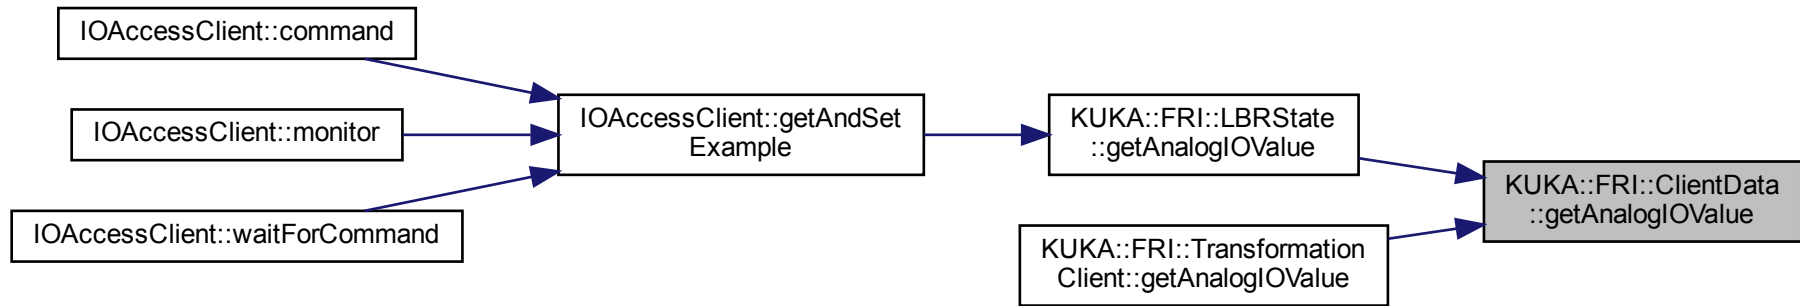 IOAccessClient::command
IOAccessClient::monitor
IOAccessClient::waitForCommand
IOAccessClient::getAndSet
Example
KUKA::FRI::LBRState
::getAnalogIOValue
KUKA::FRI::Transformation
Client::getAnalogIOValue
KUKA::FRI::ClientData
::getAnalogIOValue